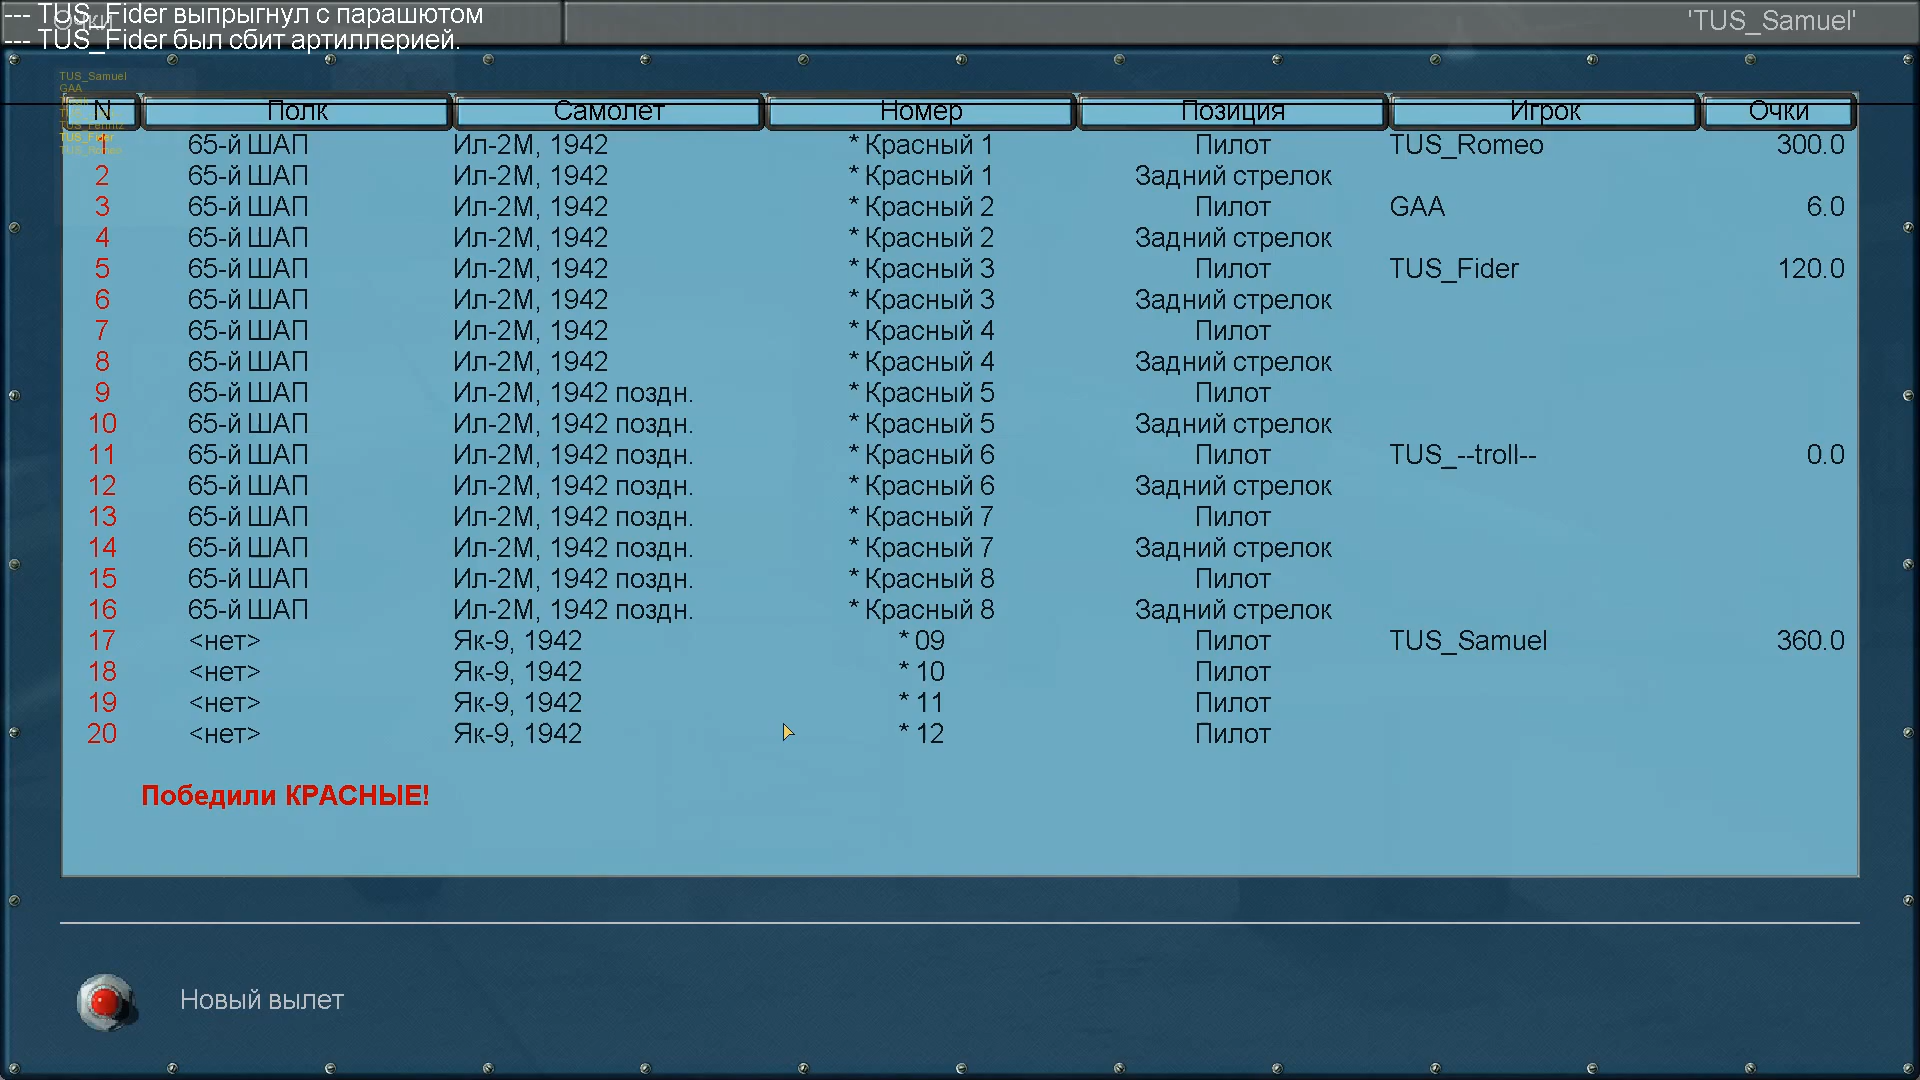 --- TUS_Fider выпрыгнул с парашютом
Очки
'TUS_Samuel'
--- TUS_Fider был сбит артиллерией.
TUS_Samuel
GAA
TUS_Fider
N Полк Самолет Номер Позиция Игрок Очки
1 65-й ШАП Ил-2М, 1942 * Красный 1 Пилот TUS_Romeo 300.0
2 65-й ШАП Ил-2М, 1942 * Красный 1 Задний стрелок
3 65-й ШАП Ил-2М, 1942 * Красный 2 Пилот GAA 6.0
4 65-й ШАП Ил-2М, 1942 * Красный 2 Задний стрелок
5 65-й ШАП Ил-2М, 1942 * Красный 3 Пилот TUS_Fider 120.0
6 65-й ШАП Ил-2М, 1942 * Красный 3 Задний стрелок
7 65-й ШАП Ил-2М, 1942 * Красный 4 Пилот
8 65-й ШАП Ил-2М, 1942 * Красный 4 Задний стрелок
9 65-й ШАП Ил-2М, 1942 поздн. * Красный 5 Пилот
10 65-й ШАП Ил-2М, 1942 поздн. * Красный 5 Задний стрелок
11 65-й ШАП Ил-2М, 1942 поздн. * Красный 6 Пилот TUS_--troll-- 0.0
12 65-й ШАП Ил-2М, 1942 поздн. * Красный 6 Задний стрелок
13 65-й ШАП Ил-2М, 1942 поздн. * Красный 7 Пилот
14 65-й ШАП Ил-2М, 1942 поздн. * Красный 7 Задний стрелок
15 65-й ШАП Ил-2М, 1942 поздн. * Красный 8 Пилот
16 65-й ШАП Ил-2М, 1942 поздн. * Красный 8 Задний стрелок
17 <нет> Як-9, 1942 * 09 Пилот TUS_Samuel 360.0
18 <нет> Як-9, 1942 * 10 Пилот
19 <нет> Як-9, 1942 * 11 Пилот
20 <нет> Як-9, 1942 * 12 Пилот
Победили КРАСНЫЕ!
Новый вылет